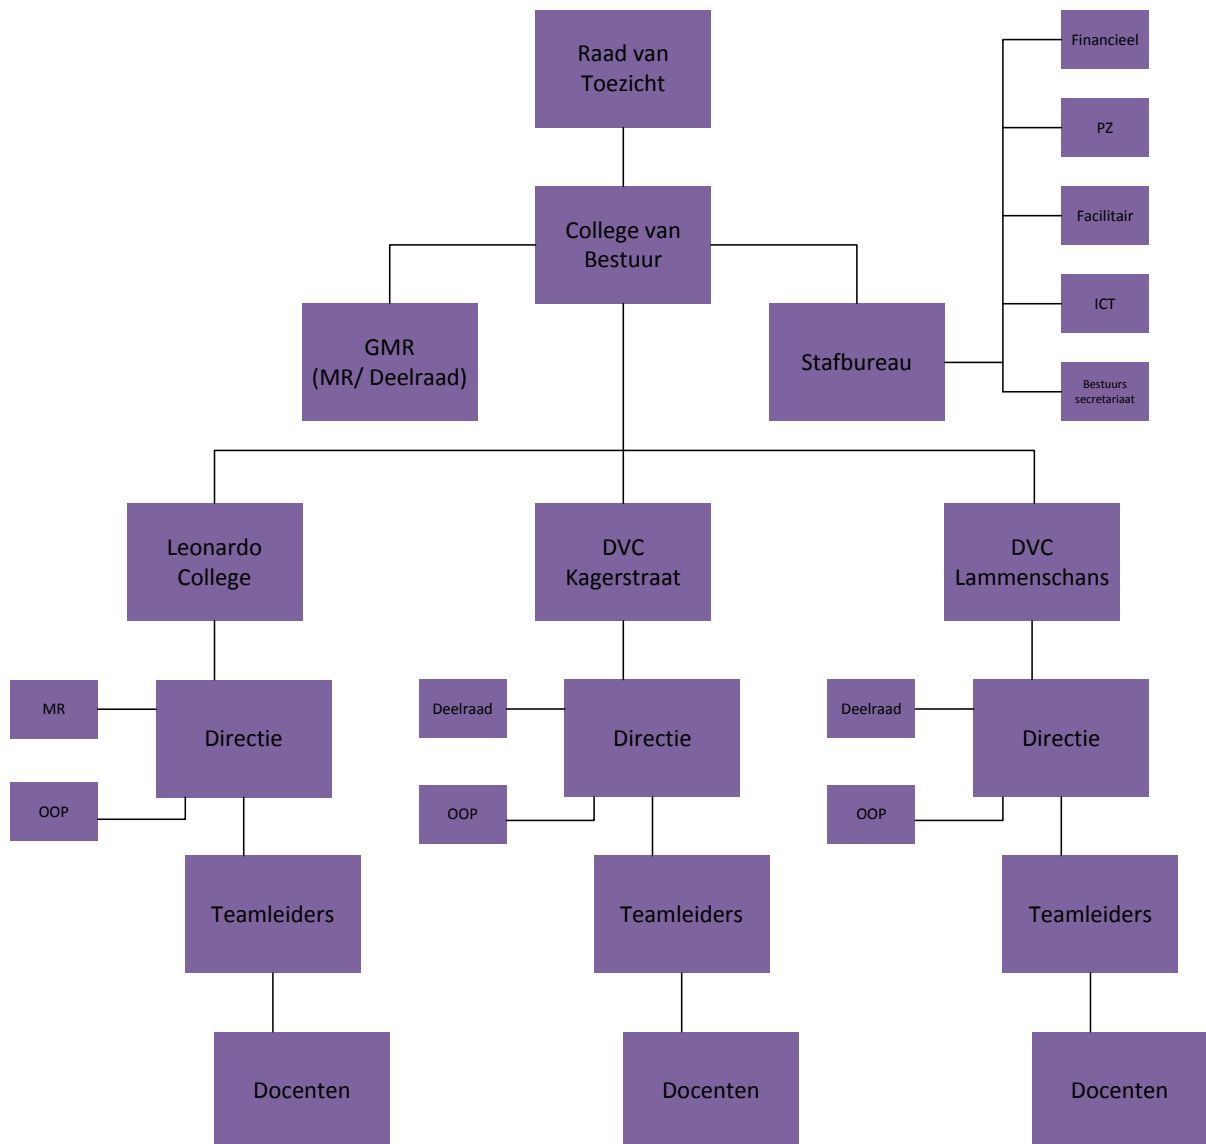 Raad van
Toezicht
Financieel
PZ
College van
Bestuur
Facilitair
ICT
GMR
(MR/ Deelraad)
Stafbureau
Bestuurs
secretariaat
Leonardo
College
DVC
Kagerstraat
DVC
Lammenschans
MR
Directie
Deelraad
Directie
Deelraad
Directie
OOP
OOP
OOP
Teamleiders
Teamleiders
Teamleiders
Docenten
Docenten
Docenten